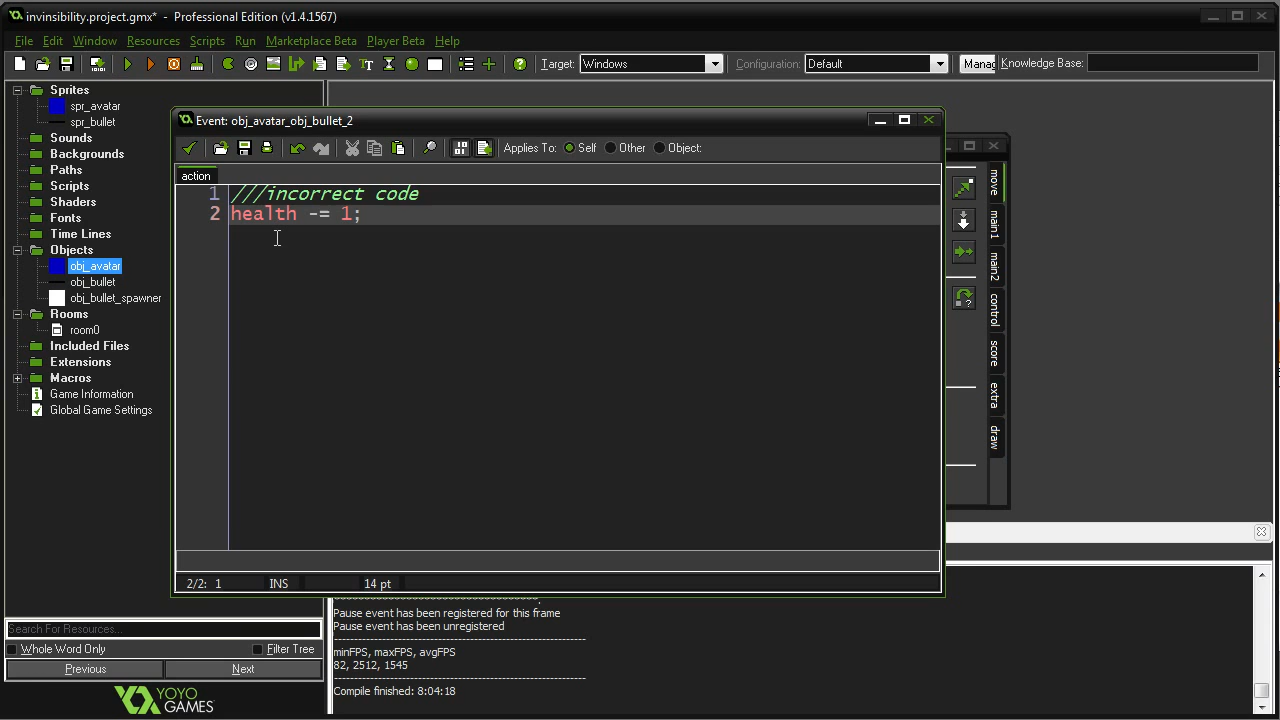 invinsibility.project.gmx* - Professional Edition (v1.4.1567)
File Edit Window Resources Scripts Run Marketplace Beta Player Beta Help
Target: Windows Configuration: Default Manag Knowledge Base:
Sprites
spr_avatar
spr_bullet
Sounds
Backgrounds
Paths
Scripts
Shaders
Fonts
Time Lines
Objects
obj_avatar
obj_bullet
obj_bullet_spawner
Rooms
room0
Included Files
Extensions
Macros
Game Information
Global Game Settings
Search For Resources...
Whole Word Only Filter Tree
Previous Next
YOYO
GAMES
Event: obj_avatar_obj_bullet_2
Applies To: Self Other Object:
action
1 ///incorrect code
2 health -= 1;
2/2: 1 INS 14 pt
move
main1
main2
control
score
extra
draw
Pause event has been registered for this frame
Pause event has been unregistered
minFPS, maxFPS, avgFPS
82, 2512, 1545
Compile finished: 8:04:18